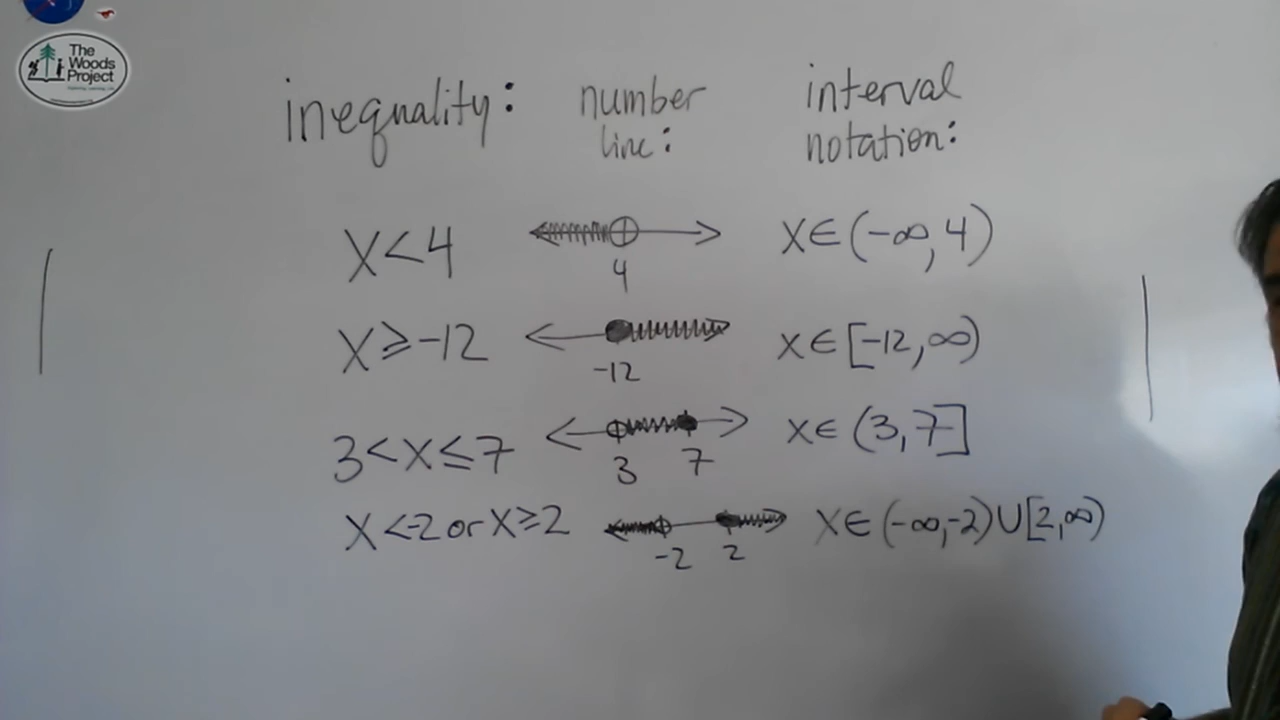 The
Woods
Project
inequality: number line: interval notation:
X<4 4 X∈(-∞,4)
X≥-12 -12 X∈[-12,∞)
3<X≤7 3 7 X∈(3,7]
X<-2 or X≥2 -2 2 X∈(-∞,-2)∪[2,∞)